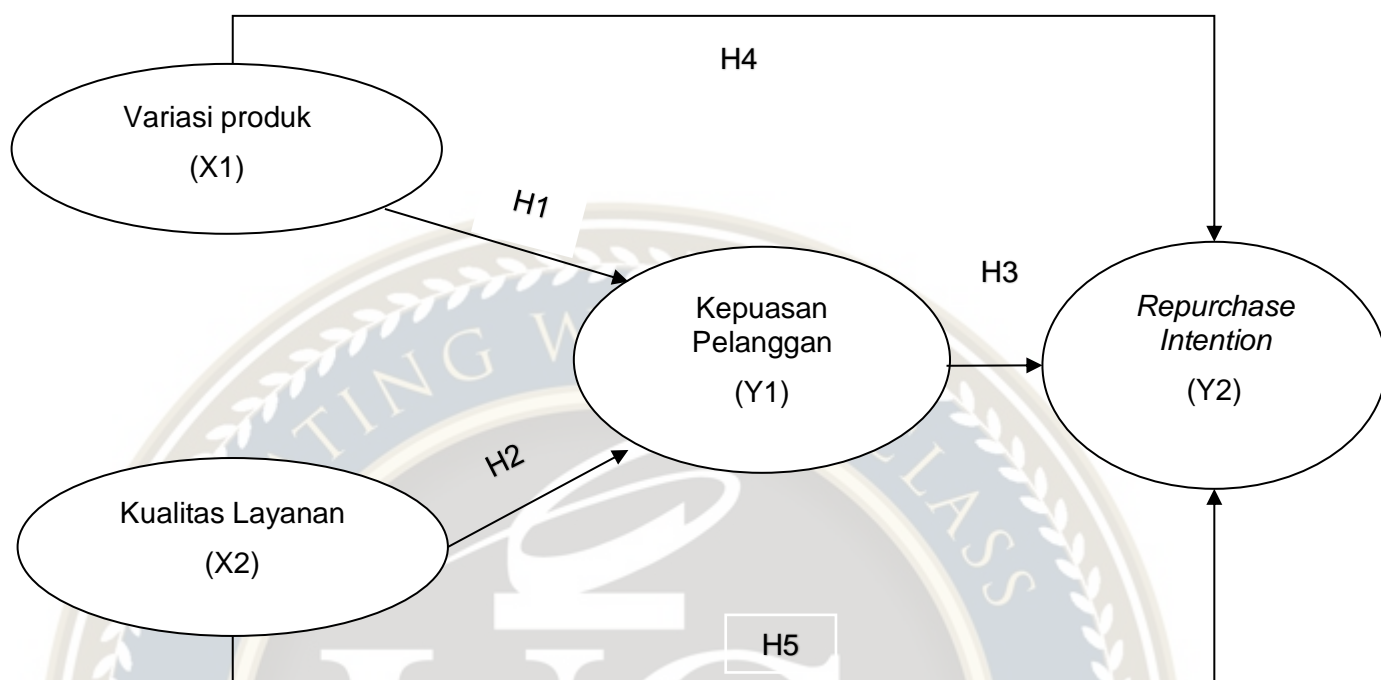 H4
Variasi produk
(X1)
H1
H3
Kepuasan
Pelanggan
(Y1)
Repurchase
Intention
(Y2)
H2
Kualitas Layanan
(X2)
H5